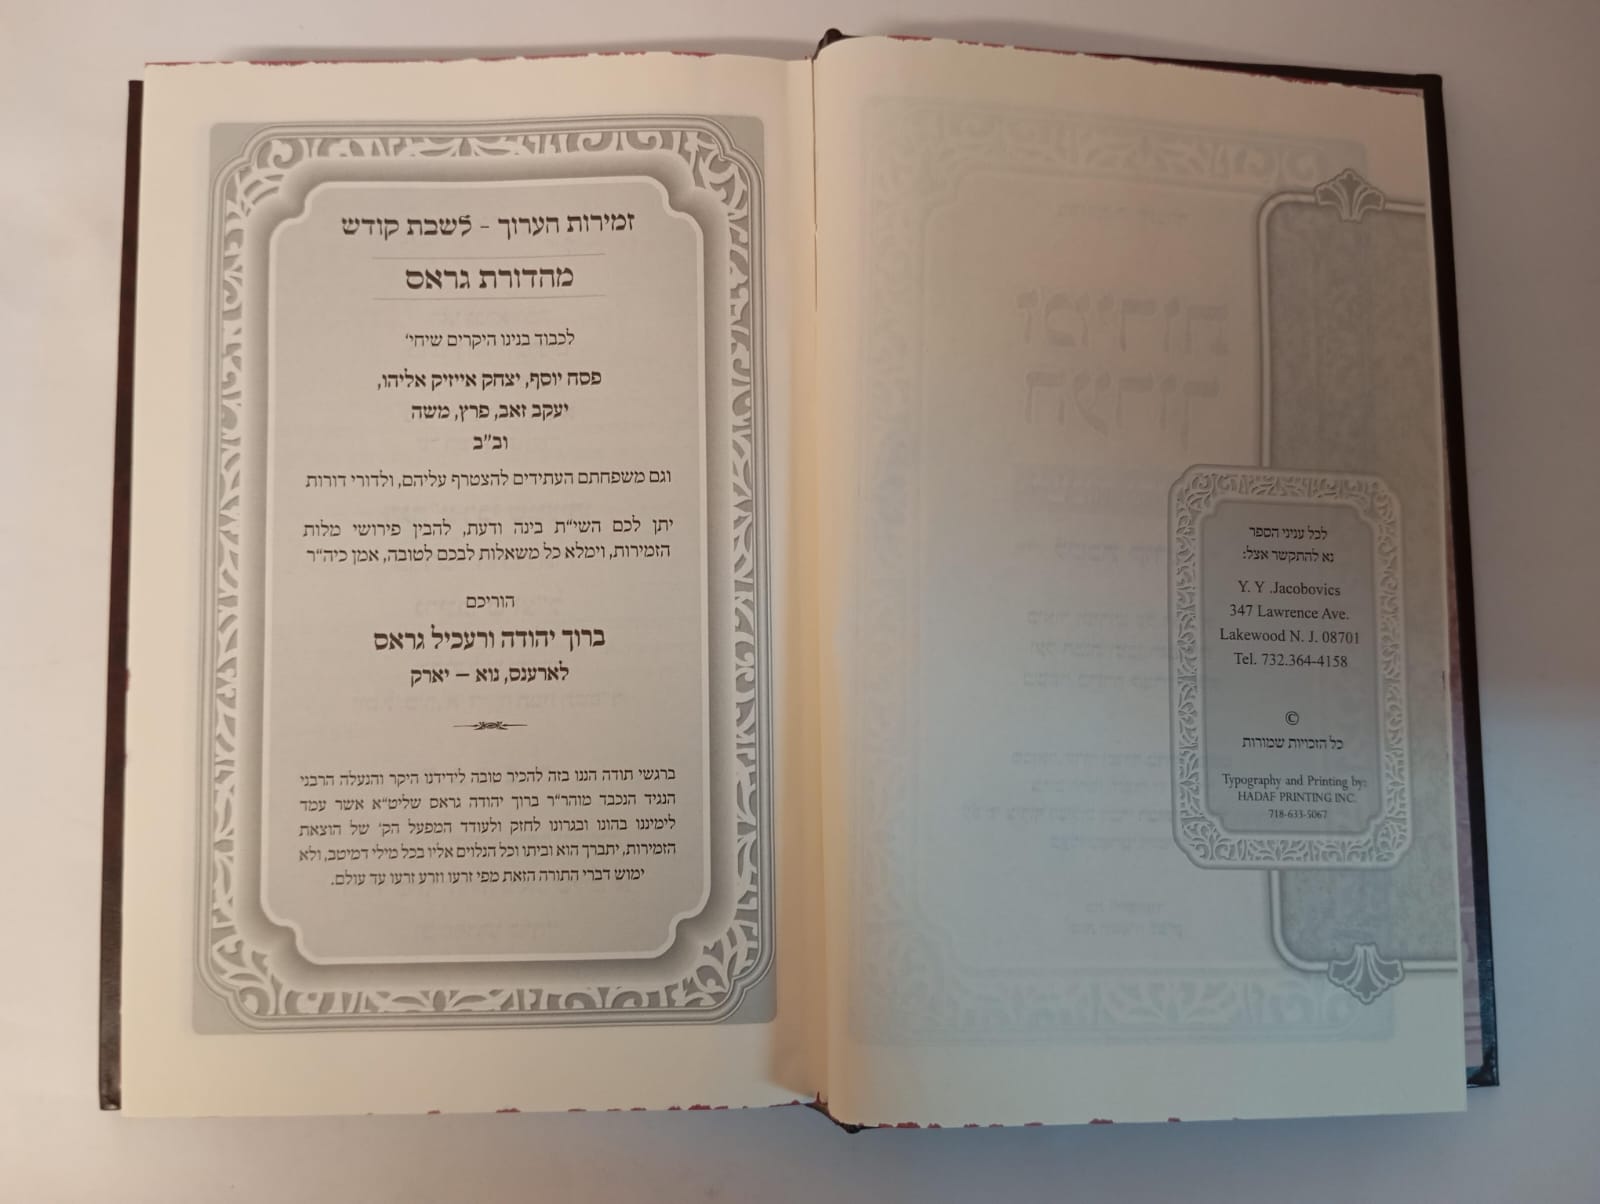 לכל עניני הספר
נא להתקשר אצל:
Y. Y .Jacobovics
347 Lawrence Ave.
Lakewood N. J. 08701
Tel. 732.364-4158
©
כל הזכויות שמורות
Typography and Printing by:
HADAF PRINTING INC.
718-633-5067
זמירות הערוך - לשבת קודש
מהדורת גראס
לכבוד בנינו היקרים שיחי'
פסח יוסף, יצחק אייזיק אליהו,
יעקב זאב, פרץ, משה
וב"ב
וגם משפחתם העתידים להצטרף עליהם, ולדורי דורות
יתן לכם השי"ת בינה ודעת, להבין פירושי מלות
הזמירות, וימלא כל משאלות לבכם לטובה, אמן כיה"ר
הוריכם
ברוך יהודה ורעכיל גראס
לארענס, נוא – יארק
ברגשי תודה הננו בזה להכיר טובה לידידנו היקר והנעלה הרבני
הנגיד הנכבד מוהר"ר ברוך יהודה גראס שליט"א אשר עמד
לימיננו בהונו ובגרונו לחזק ולעודד המפעל הק' של הוצאת
הזמירות, יתברך הוא וביתו וכל הנלוים אליו בכל מילי דמיטב, ולא
ימוש דברי התורה הזאת מפי זרעו וזרע זרעו עד עולם.